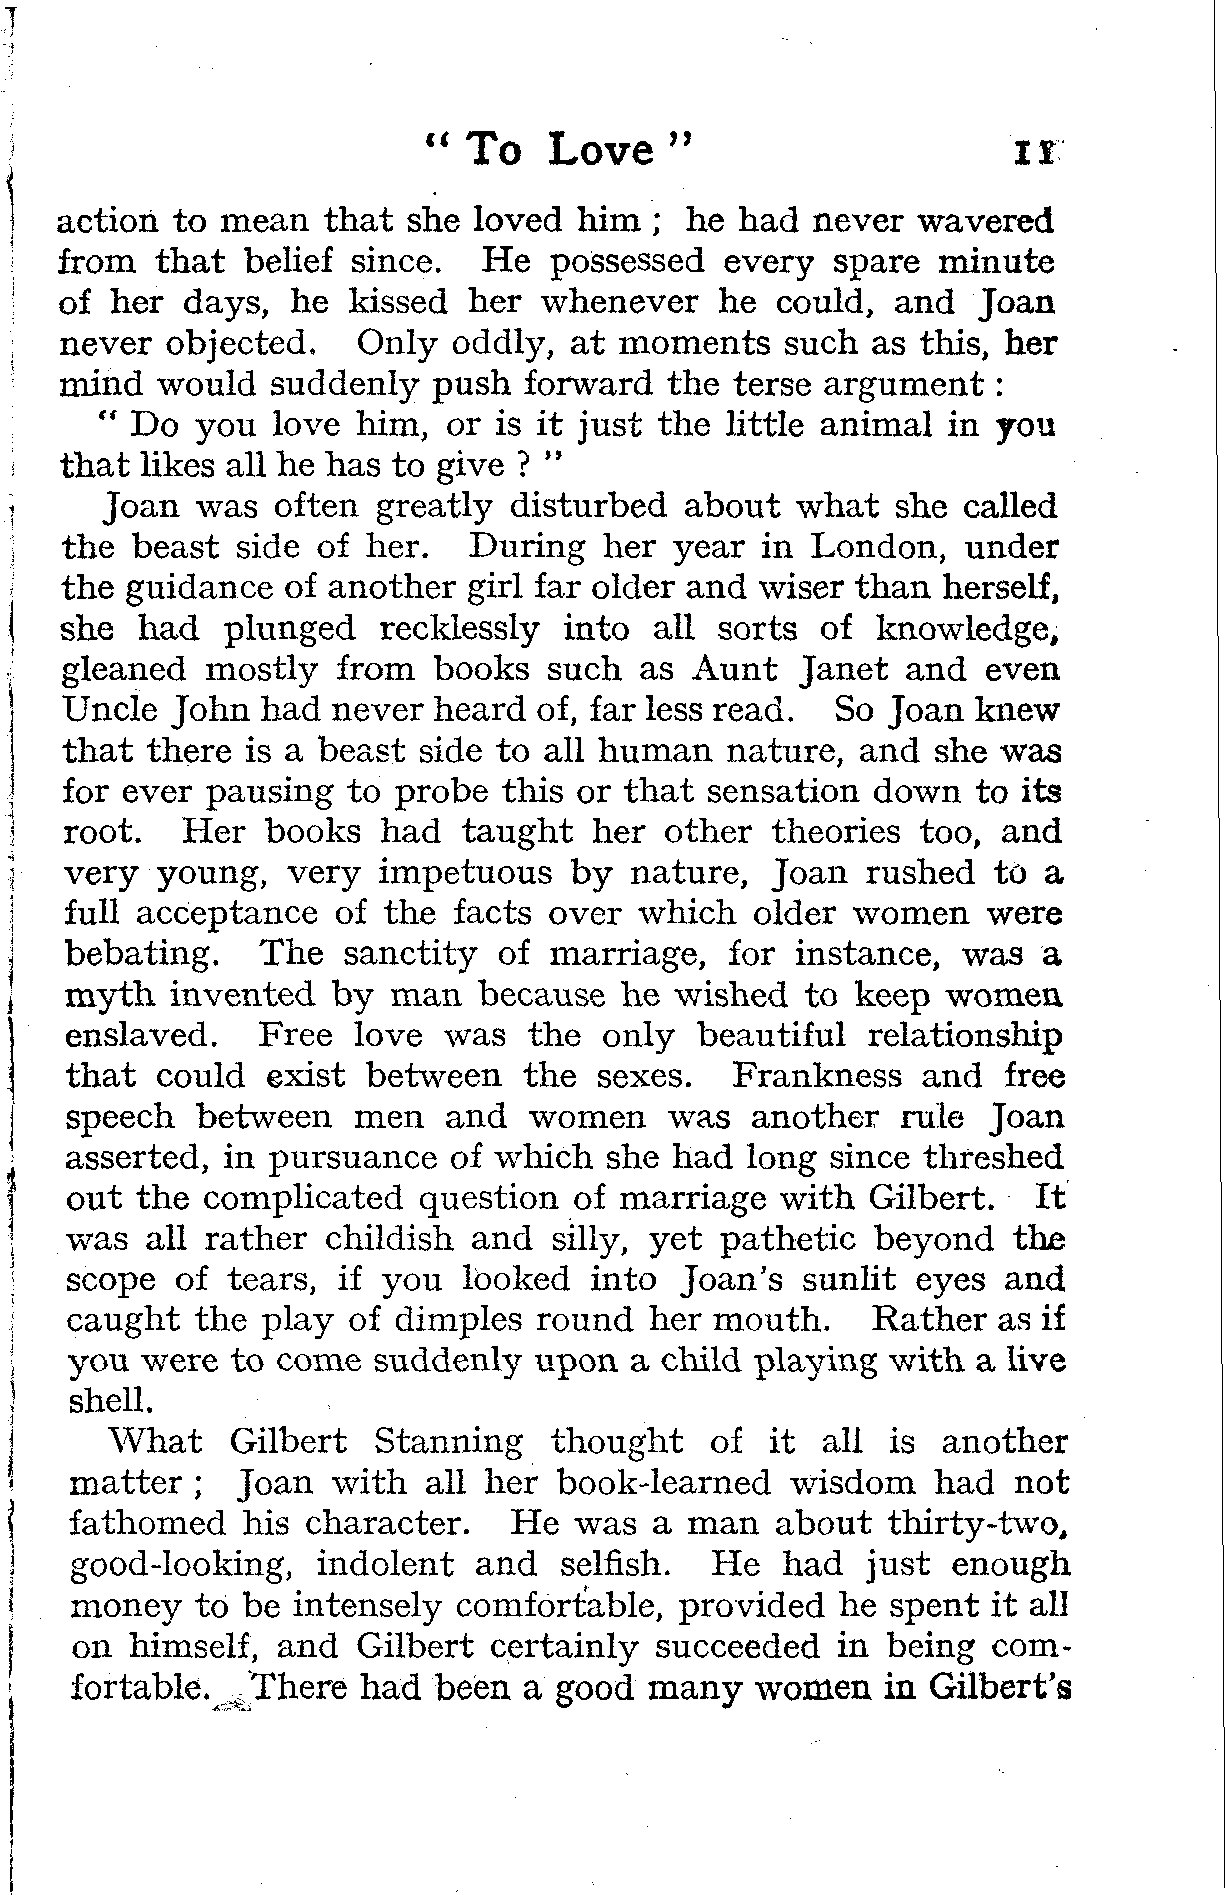 " To Love " 11
action to mean that she loved him ; he had never wavered
from that belief since. He possessed every spare minute
of her days, he kissed her whenever he could, and Joan
never objected. Only oddly, at moments such as this, her
mind would suddenly push forward the terse argument :
" Do you love him, or is it just the little animal in you
that likes all he has to give ? "
Joan was often greatly disturbed about what she called
the beast side of her. During her year in London, under
the guidance of another girl far older and wiser than herself,
she had plunged recklessly into all sorts of knowledge,
gleaned mostly from books such as Aunt Janet and even
Uncle John had never heard of, far less read. So Joan knew
that there is a beast side to all human nature, and she was
for ever pausing to probe this or that sensation down to its
root. Her books had taught her other theories too, and
very young, very impetuous by nature, Joan rushed to a
full acceptance of the facts over which older women were
bebating. The sanctity of marriage, for instance, was a
myth invented by man because he wished to keep women
enslaved. Free love was the only beautiful relationship
that could exist between the sexes. Frankness and free
speech between men and women was another rule Joan
asserted, in pursuance of which she had long since threshed
out the complicated question of marriage with Gilbert. It
was all rather childish and silly, yet pathetic beyond the
scope of tears, if you looked into Joan's sunlit eyes and
caught the play of dimples round her mouth. Rather as if
you were to come suddenly upon a child playing with a live
shell.
What Gilbert Stanning thought of it all is another
matter ; Joan with all her book-learned wisdom had not
fathomed his character. He was a man about thirty-two,
good-looking, indolent and selfish. He had just enough
money to be intensely comfortable, provided he spent it all
on himself, and Gilbert certainly succeeded in being com-
fortable. There had been a good many women in Gilbert's